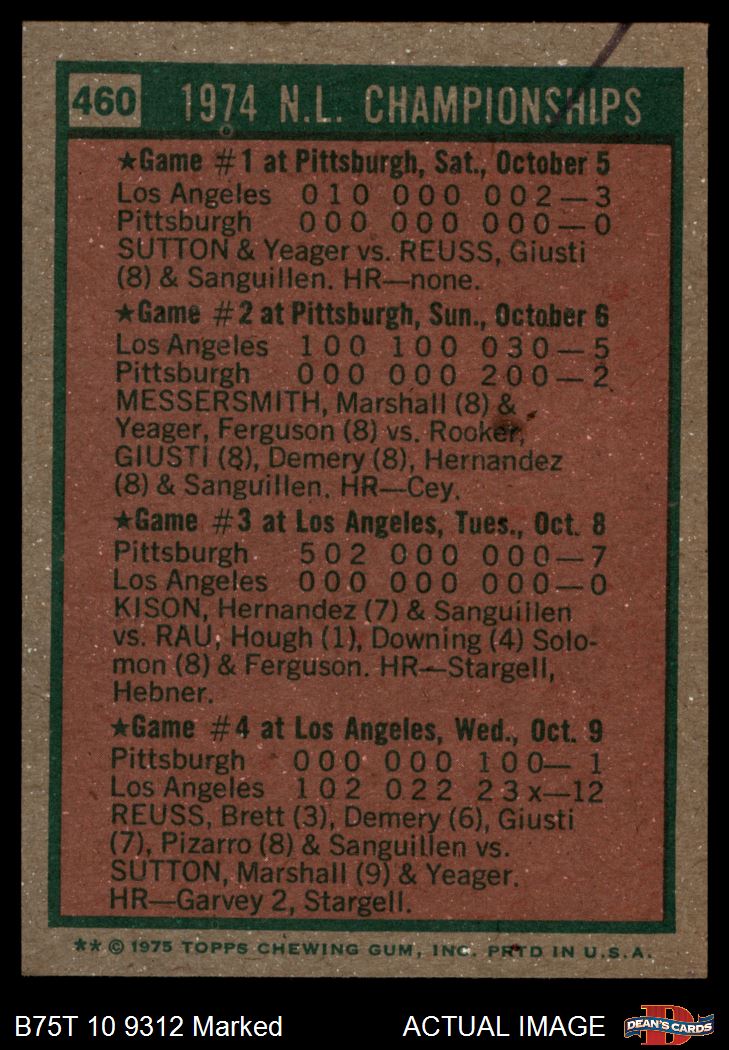 460 1974 N.L. CHAMPIONSHIPS
★Game #1 at Pittsburgh, Sat., October 5
Los Angeles 010 000 002—3
Pittsburgh 000 000 000—0
SUTTON & Yeager vs. REUSS, Giusti
(8) & Sanguillen. HR—none.
★Game #2 at Pittsburgh, Sun., October 6
Los Angeles 100 100 030—5
Pittsburgh 000 000 200—2
MESSERSMITH, Marshall (8) &
Yeager, Ferguson (8) vs. Rooker,
GIUSTI (8), Demery (8), Hernandez
(8) & Sanguillen. HR—Cey.
★Game #3 at Los Angeles, Tues., Oct. 8
Pittsburgh 502 000 000—7
Los Angeles 000 000 000—0
KISON, Hernandez (7) & Sanguillen
vs. RAU, Hough (1), Downing (4) Solo-
mon (8) & Ferguson. HR—Stargell,
Hebner.
★Game #4 at Los Angeles, Wed., Oct. 9
Pittsburgh 000 000 100—1
Los Angeles 102 022 23x—12
REUSS, Brett (3), Demery (6), Giusti
(7), Pizarro (8) & Sanguillen vs.
SUTTON, Marshall (9) & Yeager.
HR—Garvey 2, Stargell.
★★© 1975 TOPPS CHEWING GUM, INC. PRTD IN U.S.A.
B75T 10 9312 Marked ACTUAL IMAGE DEAN'S CARDS